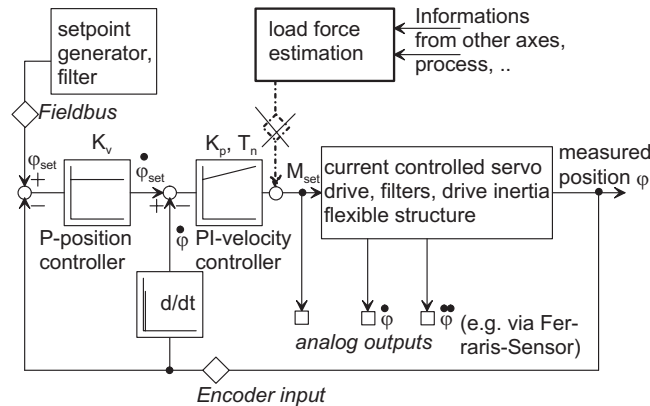 setpoint
generator,
filter
load force
estimation
Informations
from other axes,
process, ..
Fieldbus
φset
+
−
Kv
φ̇set
+
−
Kp, Tn
Mset
current controlled servo
drive, filters, drive inertia
flexible structure
measured
position φ
P-position
controller
φ̇
PI-velocity
controller
d/dt
φ̇
φ̈
(e.g. via Fer-
raris-Sensor)
analog outputs
Encoder input